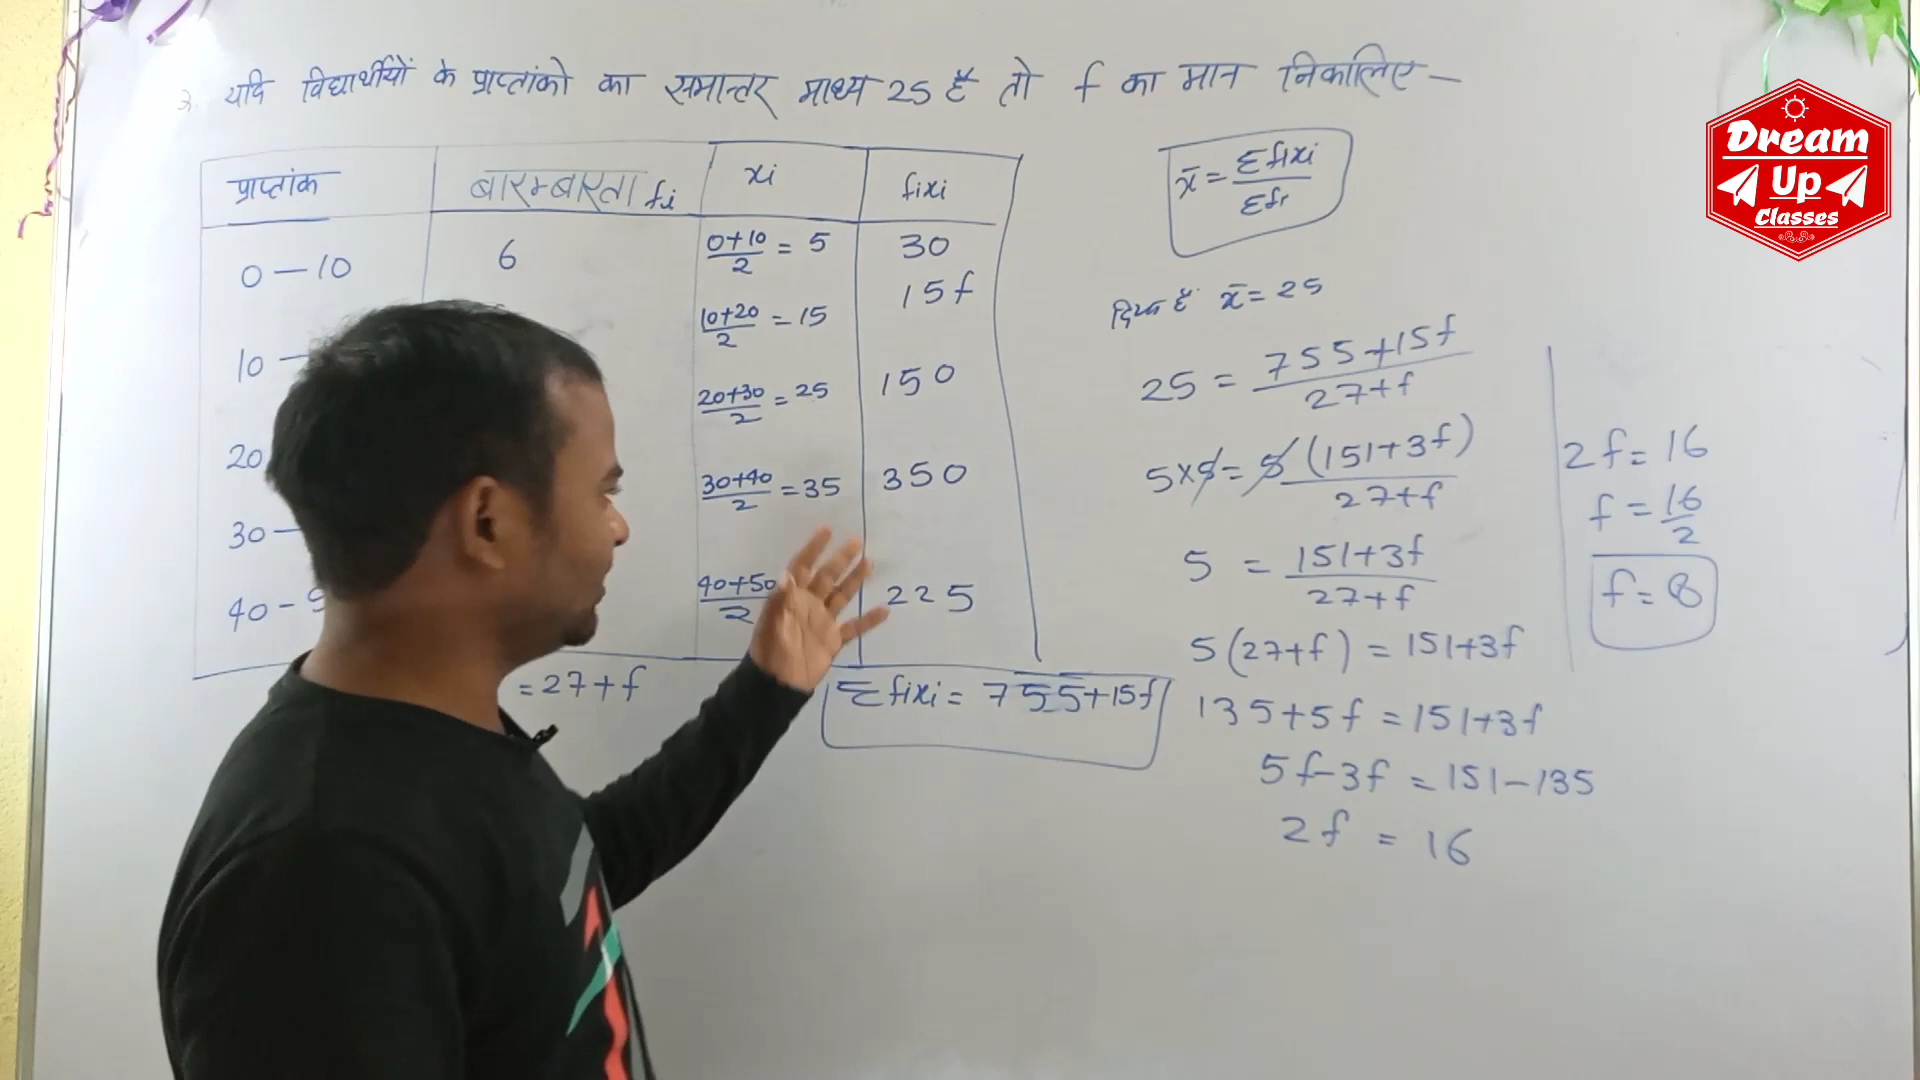 3. यदि विद्यार्थीयों के प्राप्तांको का समान्तर माध्य 25 है तो f का मान निकालिए -
प्राप्तांक बारम्बारता fi xi fixi
0 - 10 6 0+10/2 = 5 30
10 - 10+20/2 = 15 15f
20 20+30/2 = 25 150
30 - 30+40/2 = 35 350
40 - 40+50/2 225
= 27+f
Σfixi = 755+15f
x̄ = Σfixi/Σfi
दिया है x̄ = 25
25 = 755+15f/27+f
5×5 = 5(151+3f)/27+f
5 = 151+3f/27+f
5(27+f) = 151+3f
135+5f = 151+3f
5f-3f = 151-135
2f = 16
2f = 16
f = 16/2
f = 8
Dream
Up
Classes